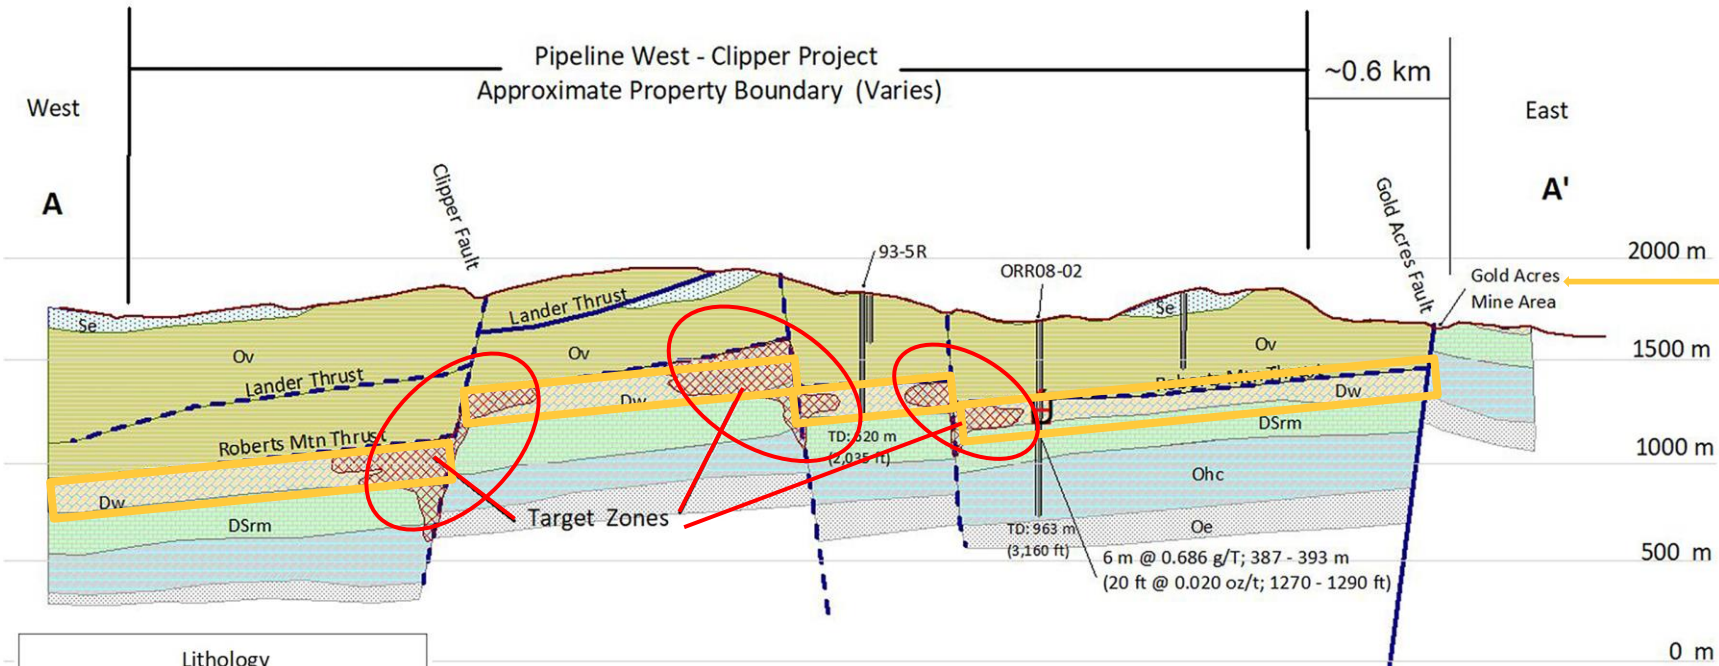 Pipeline West - Clipper Project
Approximate Property Boundary (Varies)
~0.6 km
West
East
A
A'
Clipper Fault
Gold Acres Fault
93-5R
ORR08-02
2000 m
Gold Acres
Mine Area
Lander Thrust
Se
Se
Ov
Ov
Ov
1500 m
Lander Thrust
Roberts Mtn Thrust
Dw
Dw
Roberts Mtn Thrust
DSrm
TD: 620 m
(2,035 ft)
1000 m
Dw
Ohc
DSrm
Target Zones
Oe
TD: 963 m
(3,160 ft)
500 m
6 m @ 0.686 g/T; 387 - 393 m
(20 ft @ 0.020 oz/t; 1270 - 1290 ft)
Lithology
0 m